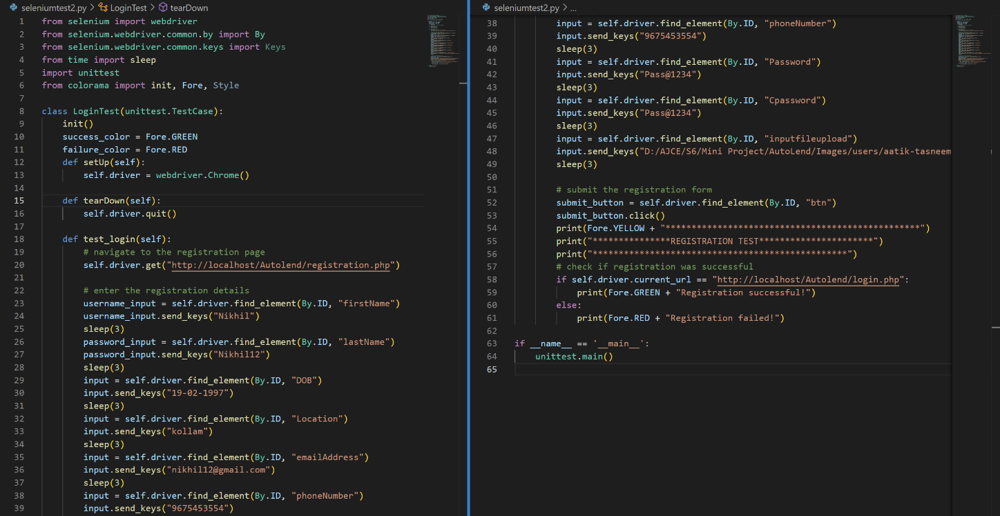 seleniumtest2.py > LoginTest > tearDown
1 from selenium import webdriver
2 from selenium.webdriver.common.by import By
3 from selenium.webdriver.common.keys import Keys
4 from time import sleep
5 import unittest
6 from colorama import init, Fore, Style
7
8 class LoginTest(unittest.TestCase):
9 init()
10 success_color = Fore.GREEN
11 failure_color = Fore.RED
12 def setUp(self):
13 self.driver = webdriver.Chrome()
14
15 def tearDown(self):
16 self.driver.quit()
17
18 def test_login(self):
19 # navigate to the registration page
20 self.driver.get("http://localhost/Autolend/registration.php")
21
22 # enter the registration details
23 username_input = self.driver.find_element(By.ID, "firstName")
24 username_input.send_keys("Nikhil")
25 sleep(3)
26 password_input = self.driver.find_element(By.ID, "lastName")
27 password_input.send_keys("Nikhil12")
28 sleep(3)
29 input = self.driver.find_element(By.ID, "DOB")
30 input.send_keys("19-02-1997")
31 sleep(3)
32 input = self.driver.find_element(By.ID, "Location")
33 input.send_keys("kollam")
34 sleep(3)
35 input = self.driver.find_element(By.ID, "emailAddress")
36 input.send_keys("nikhil12@gmail.com")
37 sleep(3)
38 input = self.driver.find_element(By.ID, "phoneNumber")
39 input.send_keys("9675453554")
seleniumtest2.py > ...
38 input = self.driver.find_element(By.ID, "phoneNumber")
39 input.send_keys("9675453554")
40 sleep(3)
41 input = self.driver.find_element(By.ID, "Password")
42 input.send_keys("Pass@1234")
43 sleep(3)
44 input = self.driver.find_element(By.ID, "Cpassword")
45 input.send_keys("Pass@1234")
46 sleep(3)
47 input = self.driver.find_element(By.ID, "inputfileupload")
48 input.send_keys("D:/AJCE/S6/Mini Project/AutoLend/Images/users/aatik-tasneem
49 sleep(3)
50
51 # submit the registration form
52 submit_button = self.driver.find_element(By.ID, "btn")
53 submit_button.click()
54 print(Fore.YELLOW + "*************************************************")
55 print("***************REGISTRATION TEST**********************")
56 print("*************************************************")
57 # check if registration was successful
58 if self.driver.current_url == "http://localhost/Autolend/login.php":
59 print(Fore.GREEN + "Registration successful!")
60 else:
61 print(Fore.RED + "Registration failed!")
62
63 if __name__ == '__main__':
64 unittest.main()
65